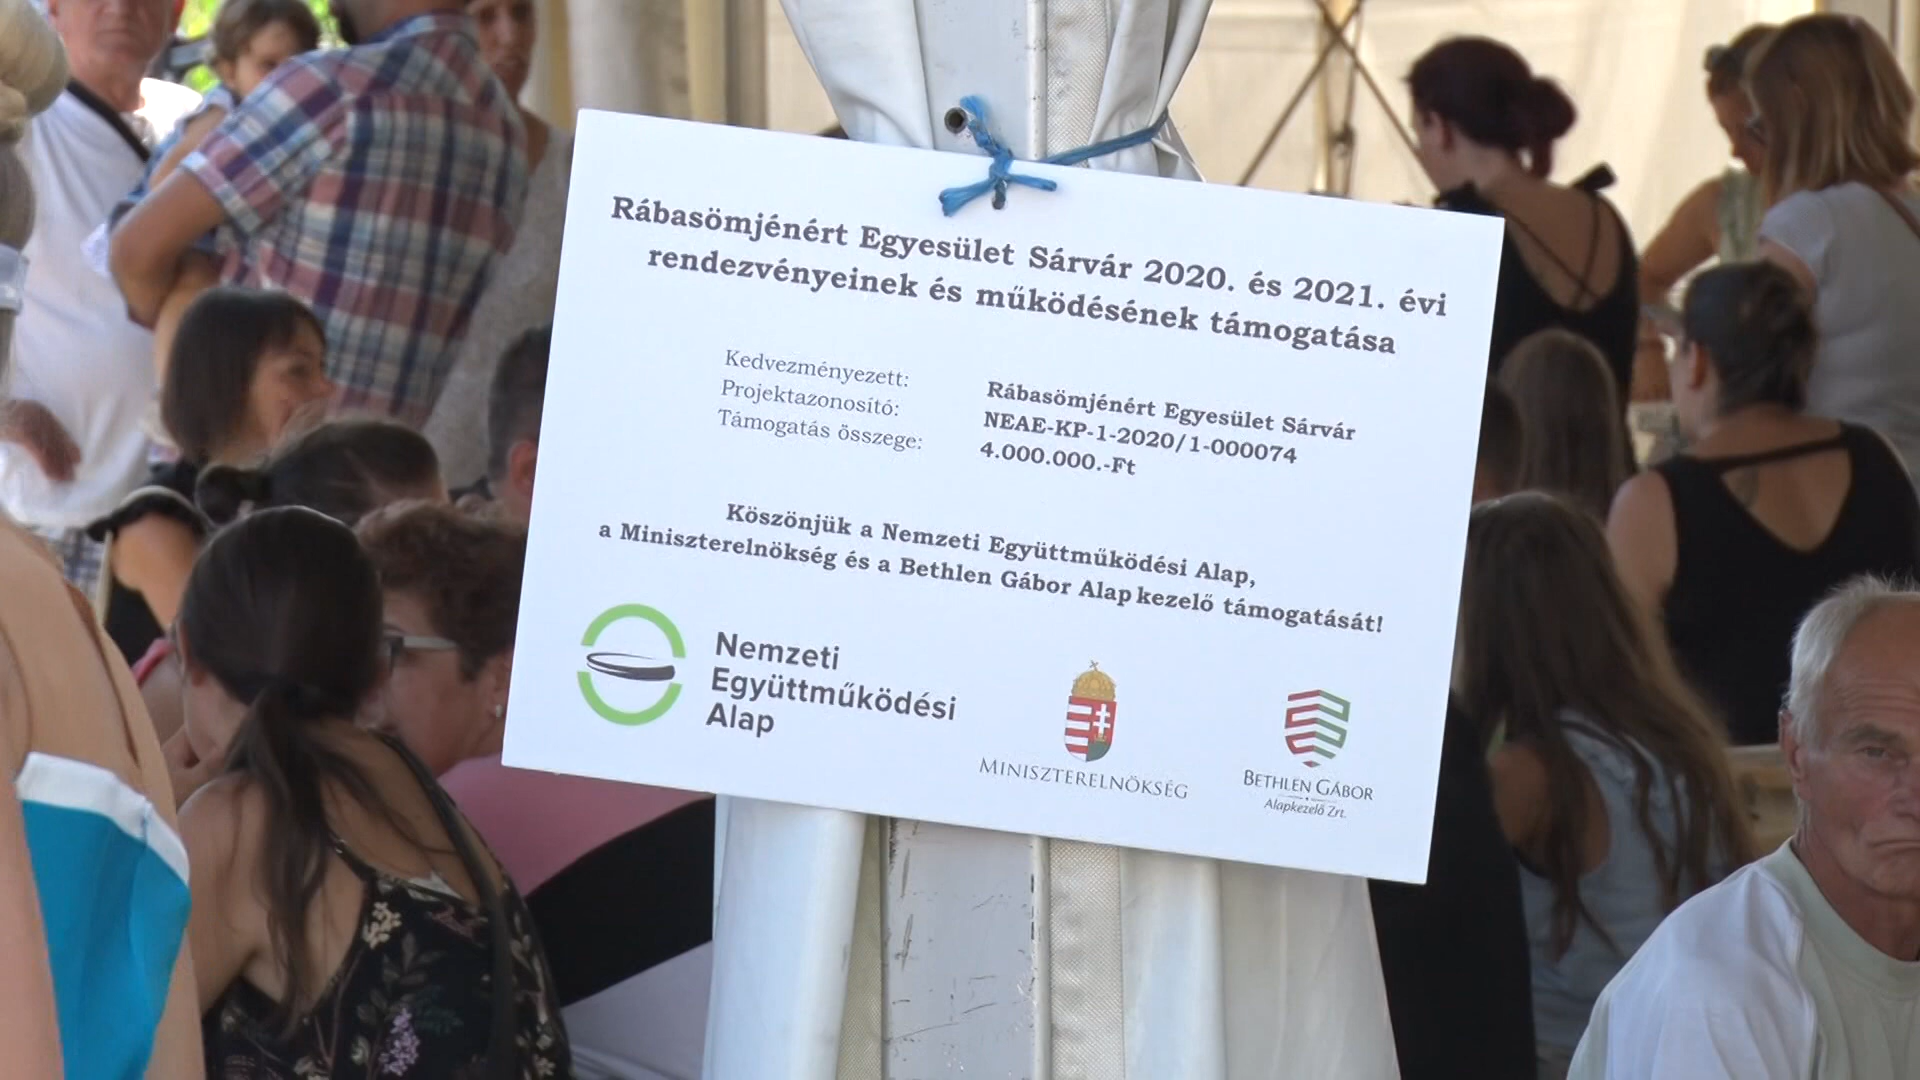 Rábasömjénért Egyesület Sárvár 2020. és 2021. évi
rendezvényeinek és működésének támogatása
Kedvezményezett: Rábasömjénért Egyesület Sárvár
Projektazonosító: NEAE-KP-1-2020/1-000074
Támogatás összege: 4.000.000.-Ft
Köszönjük a Nemzeti Együttműködési Alap,
a Miniszterelnökség és a Bethlen Gábor Alapkezelő támogatását!
Nemzeti
Együttműködési
Alap
MINISZTERELNÖKSÉG
BETHLEN GÁBOR
Alapkezelő Zrt.